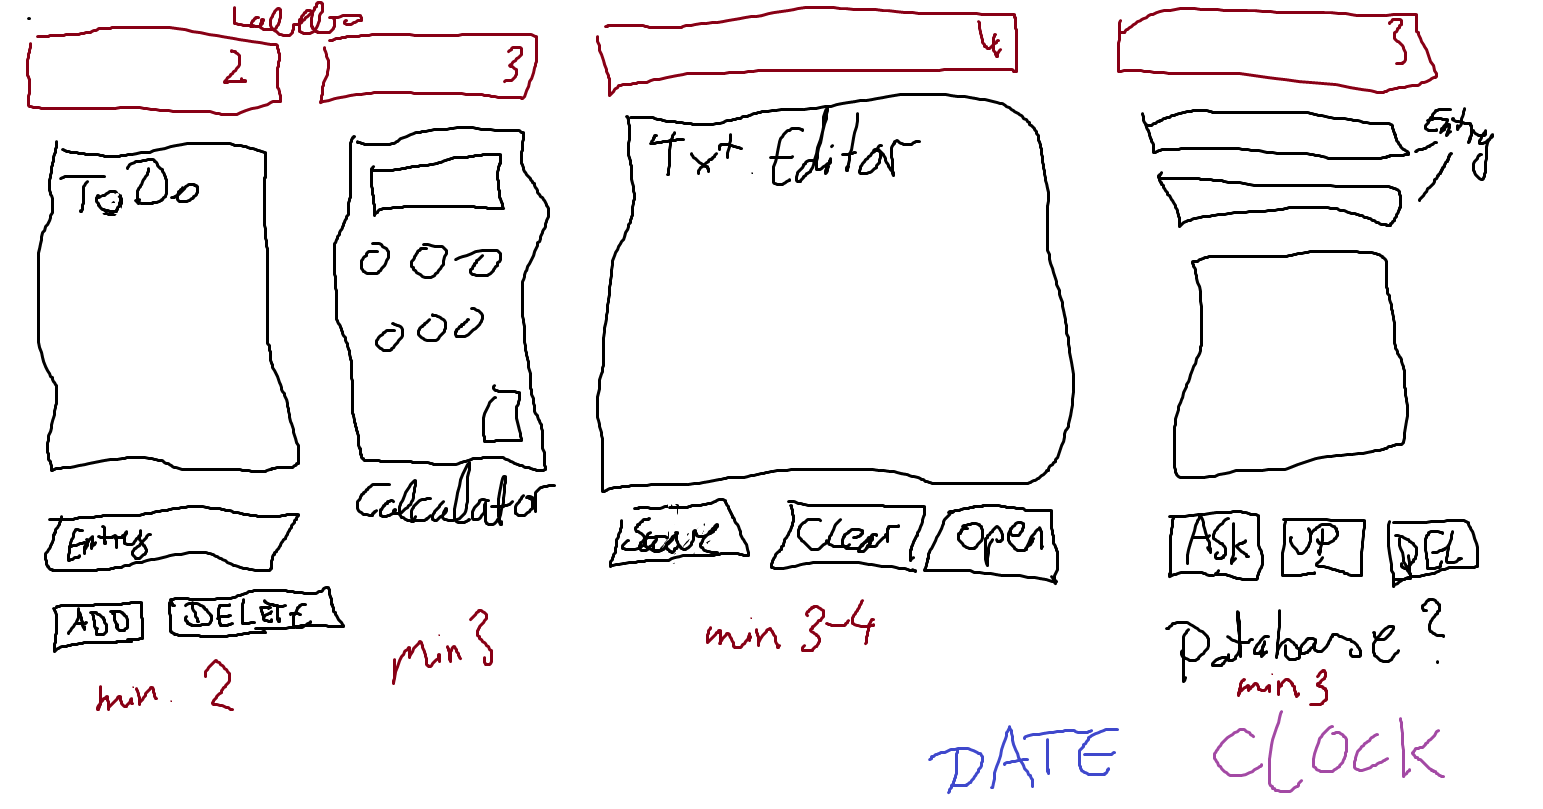 Labels
2 3 4 3
ToDo
Txt Editor
Entry
Calculator
Entry
Save Clear Open
ASK UP DEL
ADD DELETE
min 3
min 3-4
Database?
min. 2
min 3
DATE CLOCK